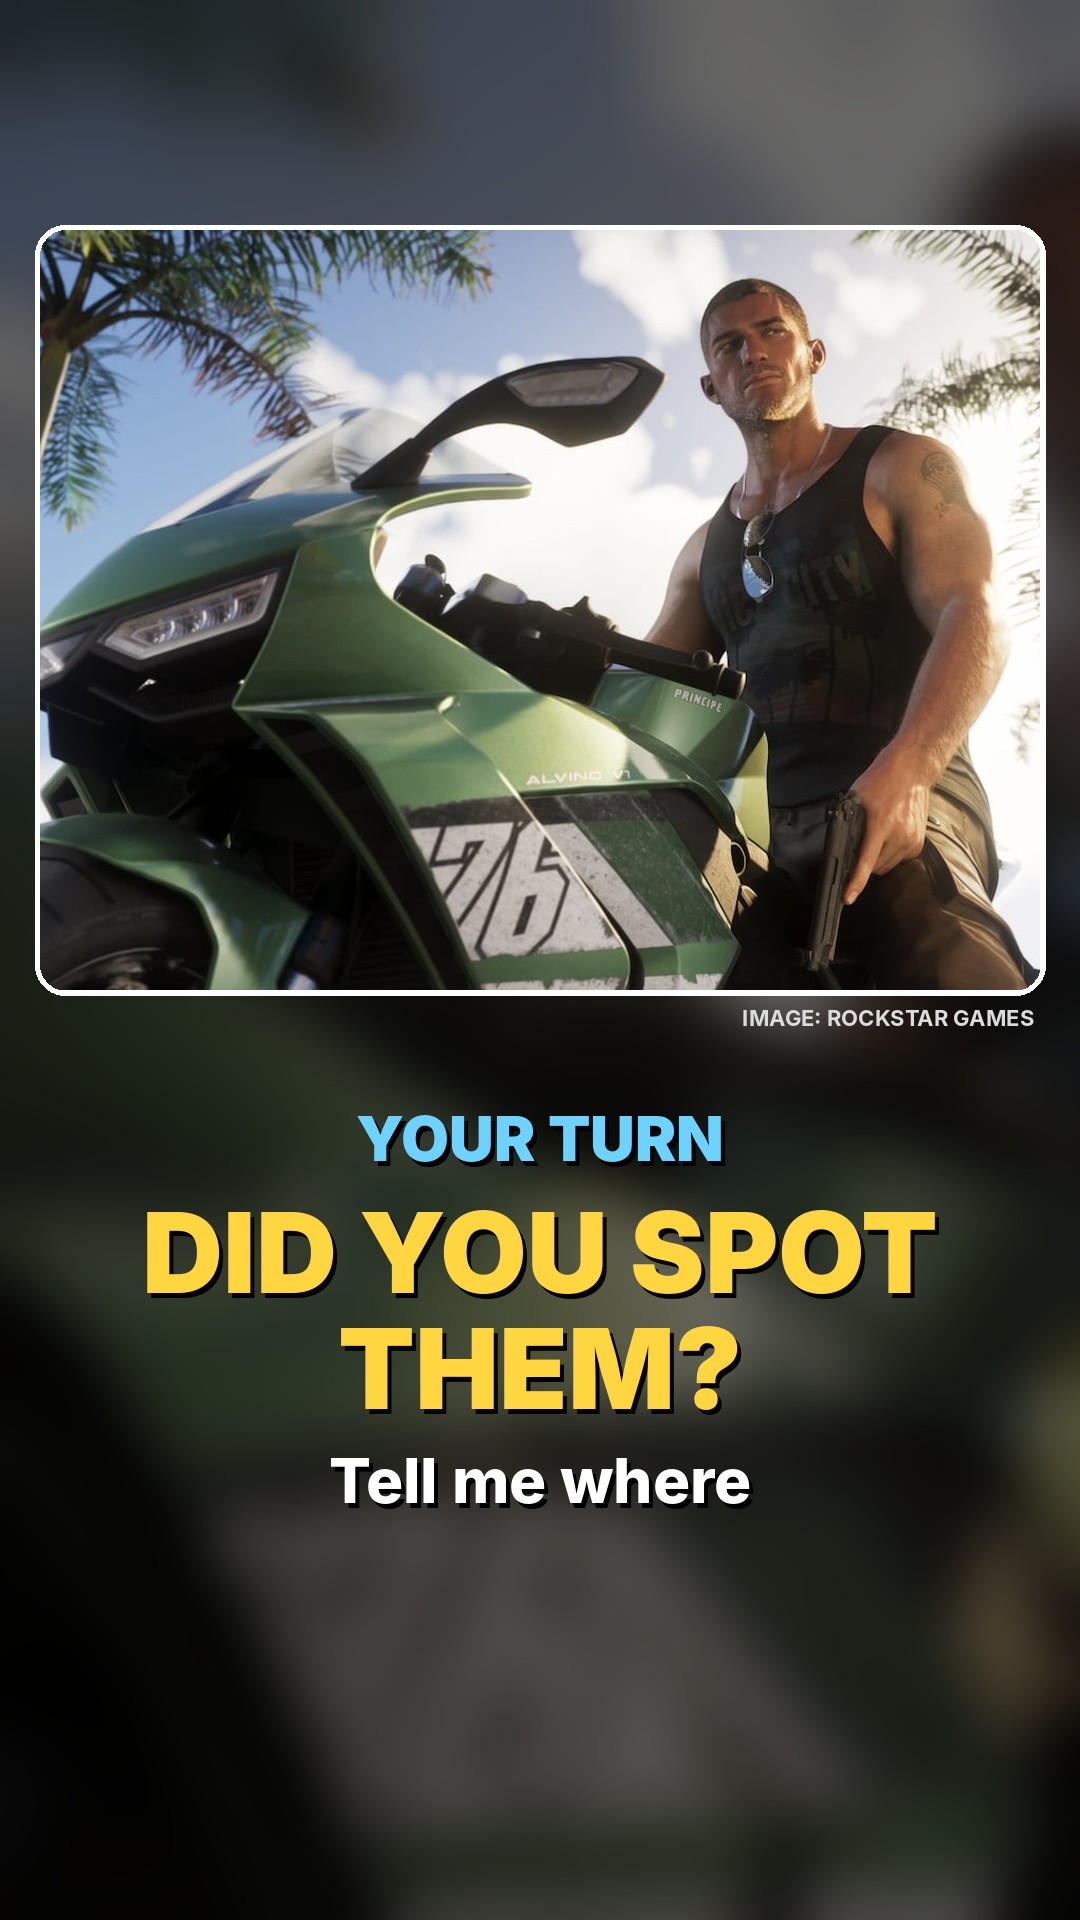 PRINCIPE
ALVINO V1
76
IMAGE: ROCKSTAR GAMES
YOUR TURN
DID YOU SPOT
THEM?
Tell me where